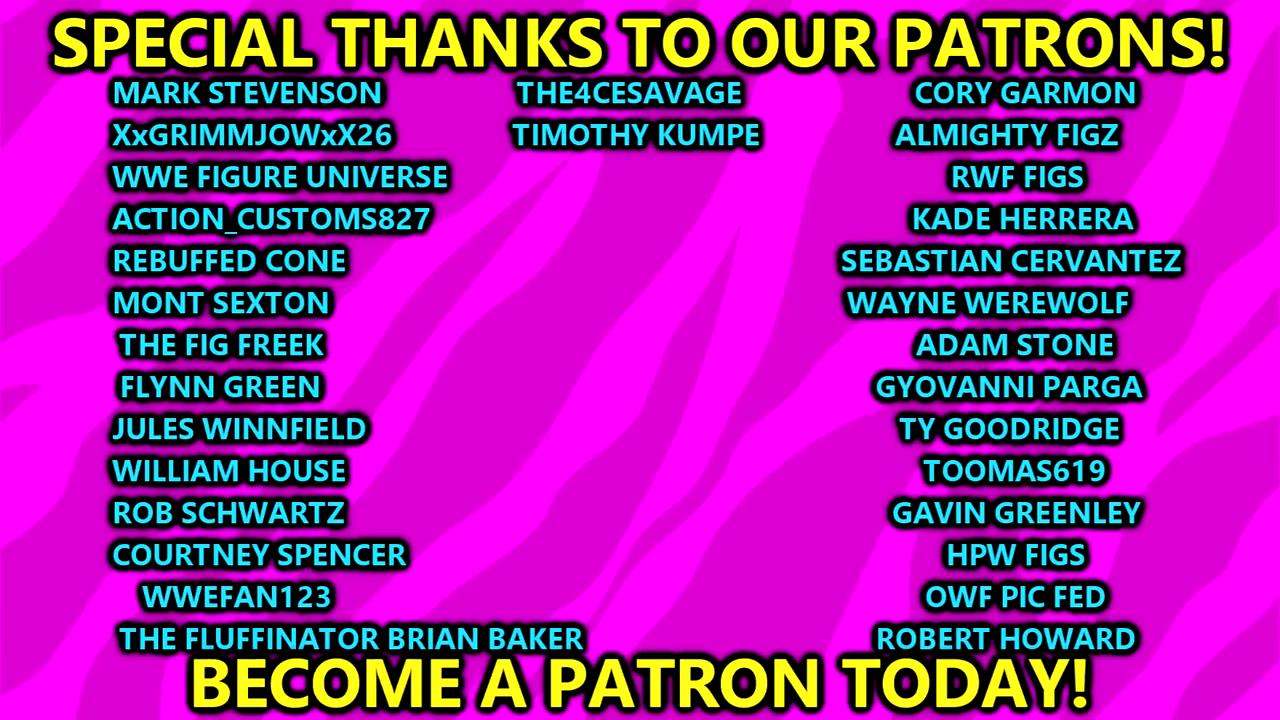 SPECIAL THANKS TO OUR PATRONS!
MARK STEVENSON
XxGRIMMJOWxX26
WWE FIGURE UNIVERSE
ACTION_CUSTOMS827
REBUFFED CONE
MONT SEXTON
THE FIG FREEK
FLYNN GREEN
JULES WINNFIELD
WILLIAM HOUSE
ROB SCHWARTZ
COURTNEY SPENCER
WWEFAN123
THE FLUFFINATOR BRIAN BAKER
THE4CESAVAGE
TIMOTHY KUMPE
CORY GARMON
ALMIGHTY FIGZ
RWF FIGS
KADE HERRERA
SEBASTIAN CERVANTEZ
WAYNE WEREWOLF
ADAM STONE
GYOVANNI PARGA
TY GOODRIDGE
TOOMAS619
GAVIN GREENLEY
HPW FIGS
OWF PIC FED
ROBERT HOWARD
BECOME A PATRON TODAY!